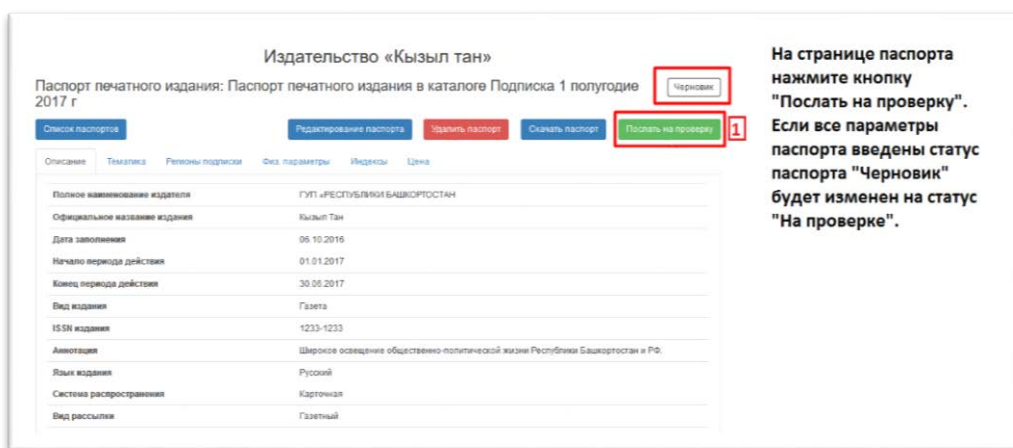 Издательство «Кызыл тан»
Паспорт печатного издания: Паспорт печатного издания в каталоге Подписка 1 полугодие
2017 г
Черновик
Список паспортов
Редактирование паспорта
Удалить паспорт
Скачать паспорт
Послать на проверку
1
Описание Тематика Регионы подписки Физ. параметры Индексы Цена
Полное наименование издателя ГУП «РЕСПУБЛИКИ БАШКОРТОСТАН
Официальное название издания Кызыл Тан
Дата заполнения 06.10.2016
Начало периода действия 01.01.2017
Конец периода действия 30.06.2017
Вид издания Газета
ISSN издания 1233-1233
Аннотация Широкое освещение общественно-политической жизни Республики Башкортостан и РФ.
Язык издания Русский
Система распространения Карточная
Вид рассылки Газетный
На странице паспорта
нажмите кнопку
"Послать на проверку".
Если все параметры
паспорта введены статус
паспорта "Черновик"
будет изменен на статус
"На проверке".